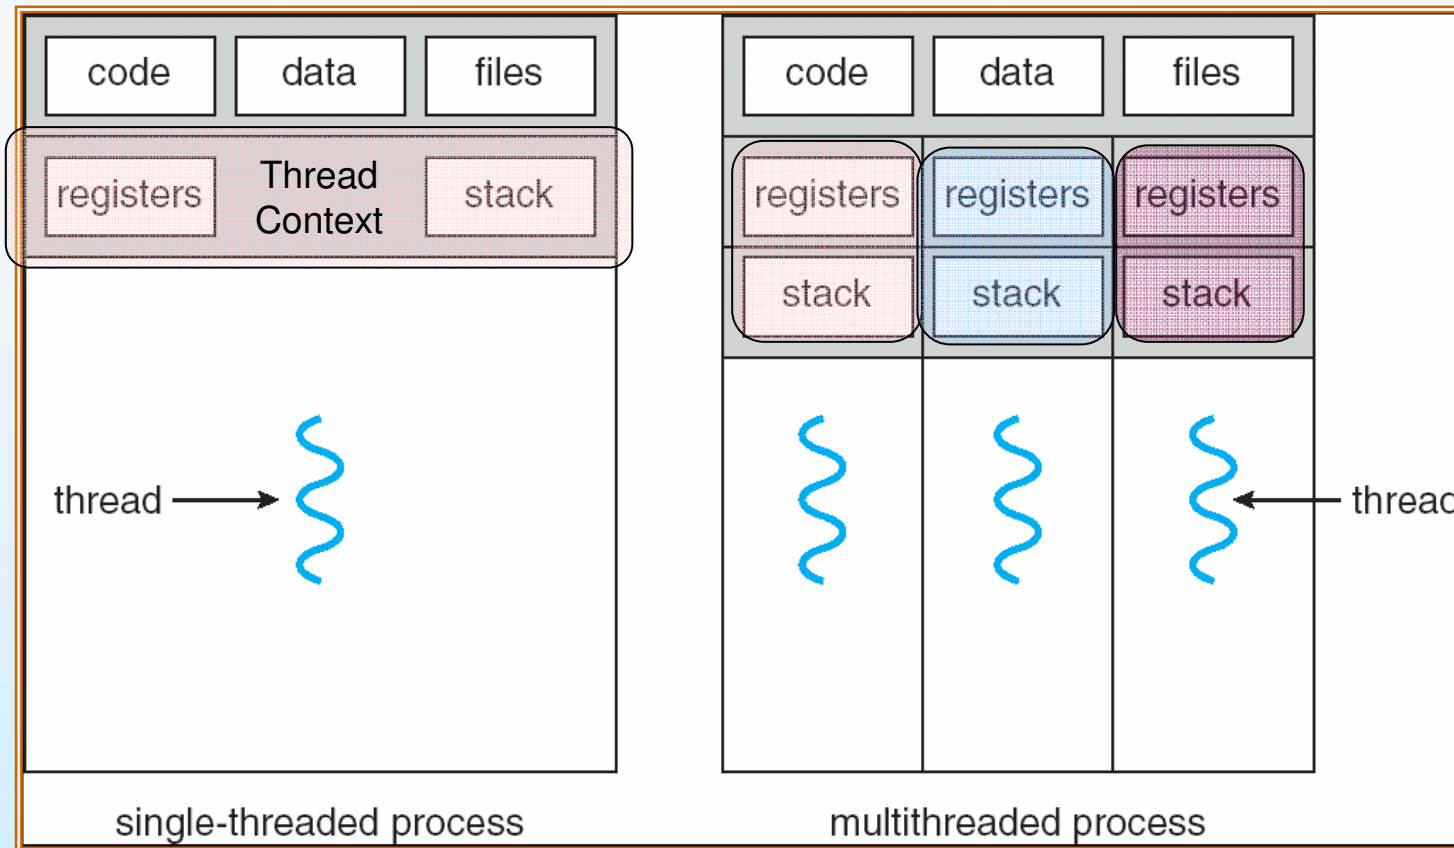 code data files code data files
registers Thread Context stack registers registers registers
stack stack stack
thread thread
single-threaded process multithreaded process